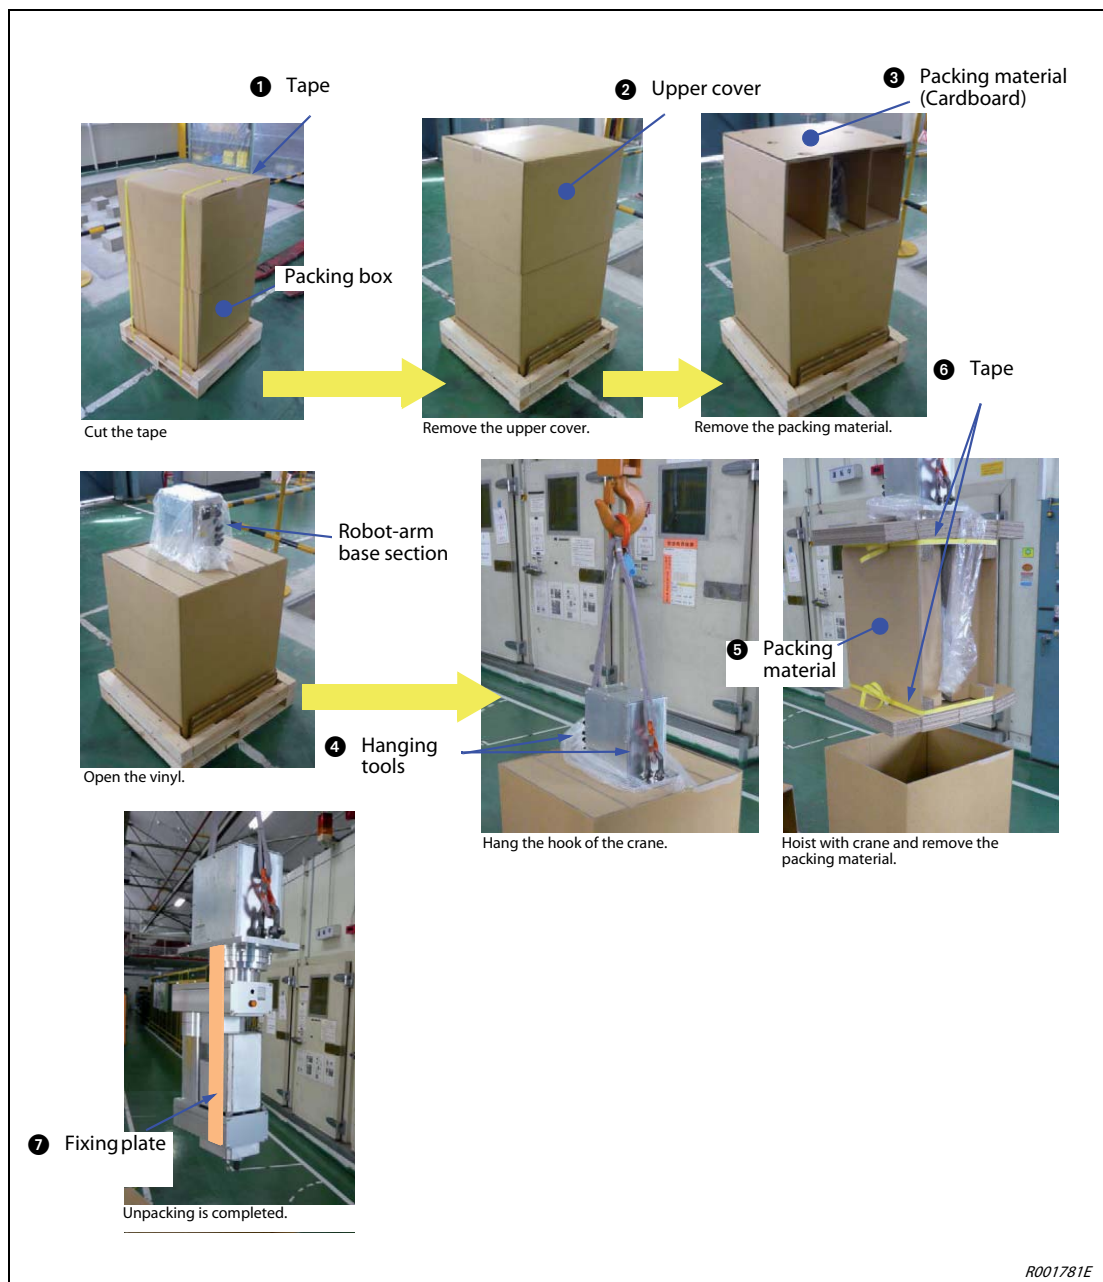 ❶ Tape
❷ Upper cover
❸ Packing material
(Cardboard)
Packing box
❻ Tape
Cut the tape
Remove the upper cover.
Remove the packing material.
Robot-arm
base section
❺ Packing
material
❹ Hanging
tools
Open the vinyl.
Hang the hook of the crane.
Hoist with crane and remove the
packing material.
❼ Fixing plate
Unpacking is completed.
R001781E